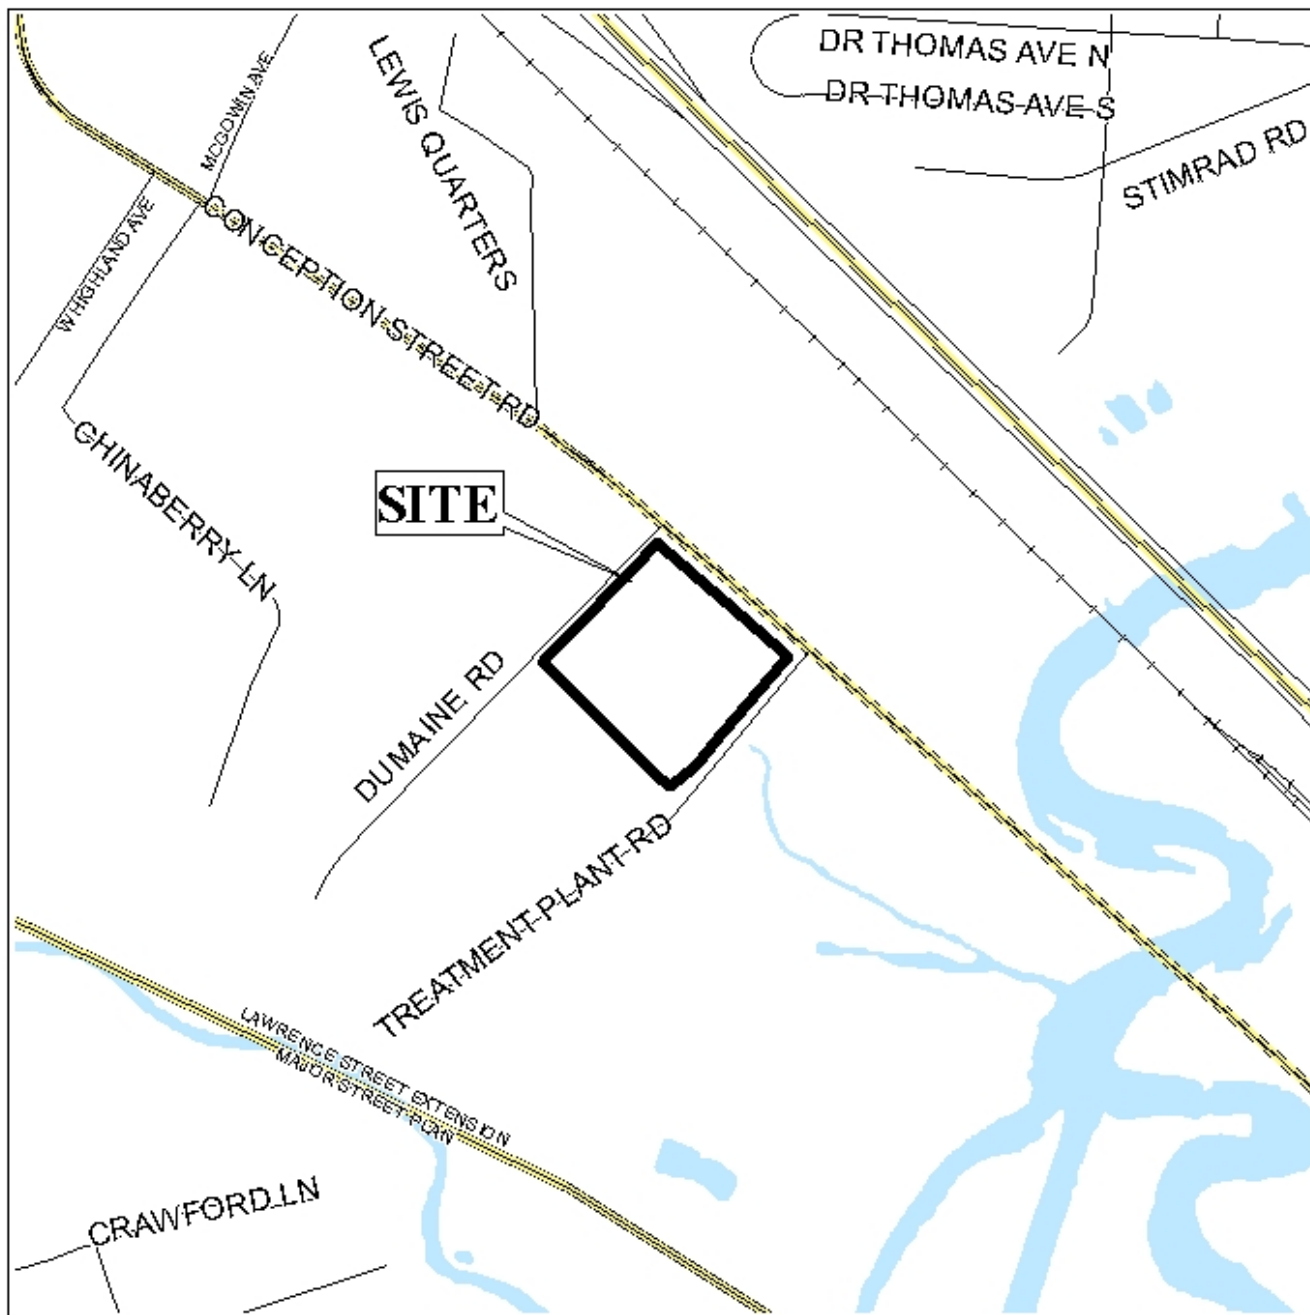 DR THOMAS AVE N
DR THOMAS AVE S
STIMRAD RD
LEWIS QUARTERS
MCGOWIN AVE
W HIGHLAND AVE
CONCEPTION STREET RD
CHINABERRY LN
SITE
DUMAINE RD
TREATMENT PLANT RD
LAWRENCE STREET EXTENSION
MAJOR STREET PLAN
CRAWFORD LN